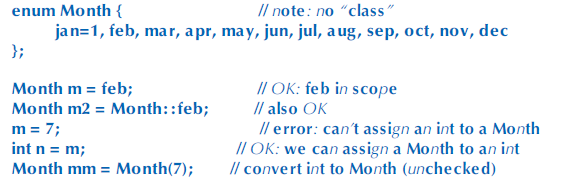 enum Month {		// note: no “class”
	jan=1, feb, mar, apr, may, jun, jul, aug, sep, oct, nov, dec
};
Month m = feb;		// OK: feb in scope
Month m2 = Month::feb;	// also OK
m = 7;			// error: can’t assign an int to a Month
int n = m;		// OK: we can assign a Month to an int
Month mm = Month(7);	// convert int to Month (unchecked)